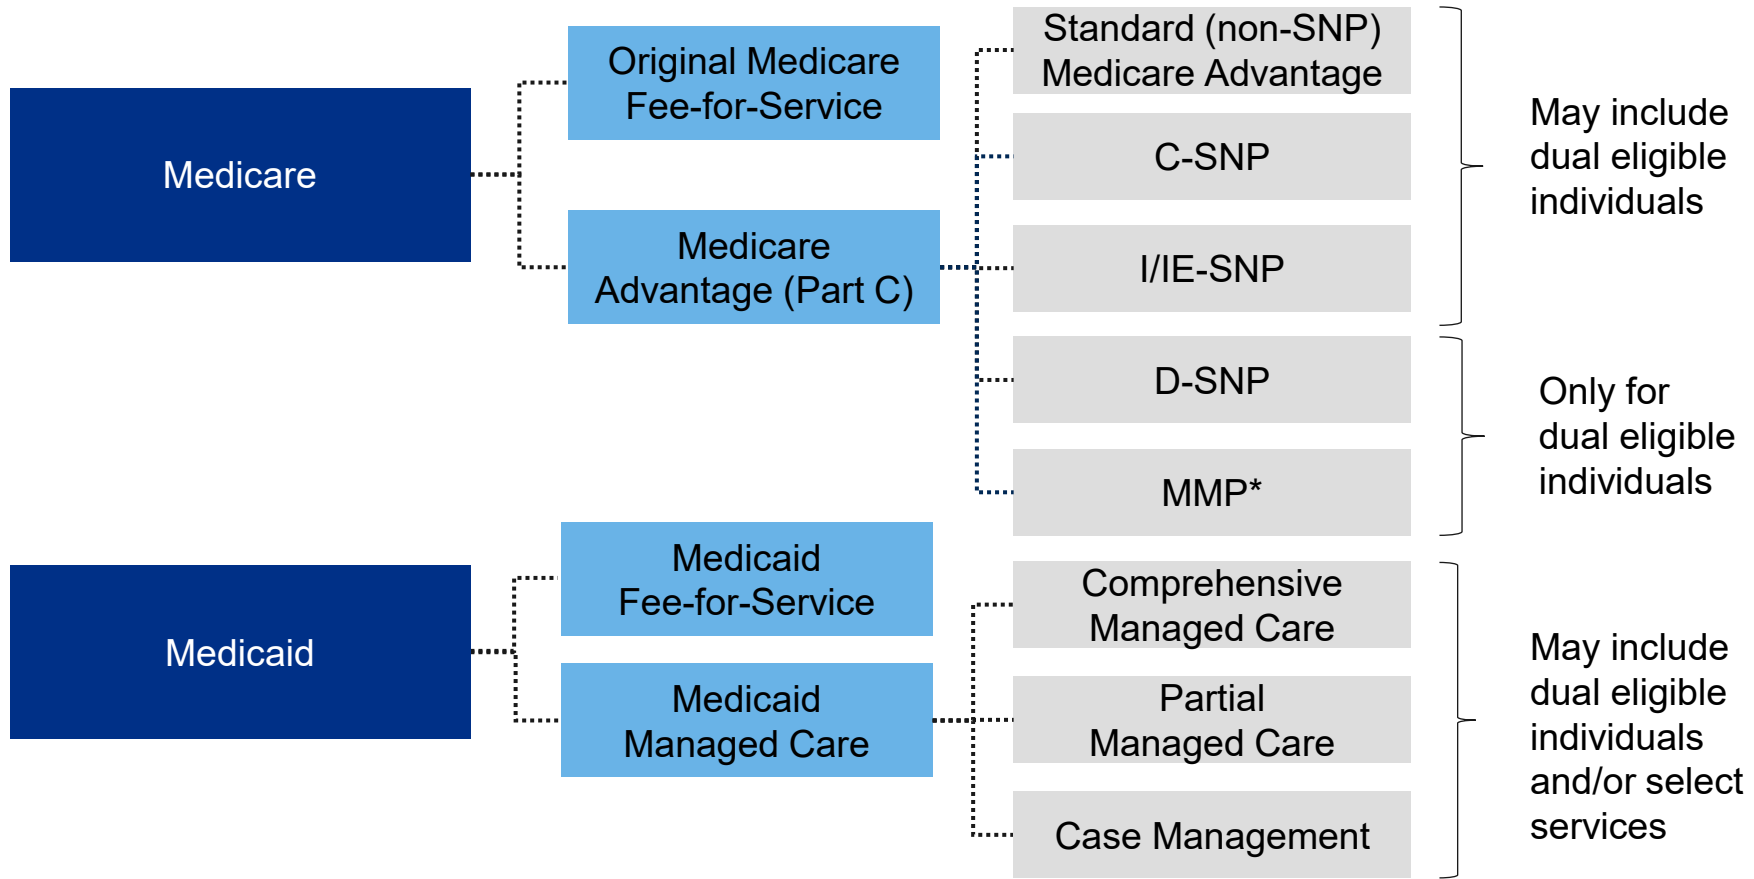 Medicare
Original Medicare
Fee-for-Service
Medicare
Advantage (Part C)
Standard (non-SNP)
Medicare Advantage
C-SNP
I/IE-SNP
D-SNP
MMP*
May include
dual eligible
individuals
Only for
dual eligible
individuals
Medicaid
Medicaid
Fee-for-Service
Medicaid
Managed Care
Comprehensive
Managed Care
Partial
Managed Care
Case Management
May include
dual eligible
individuals
and/or select
services